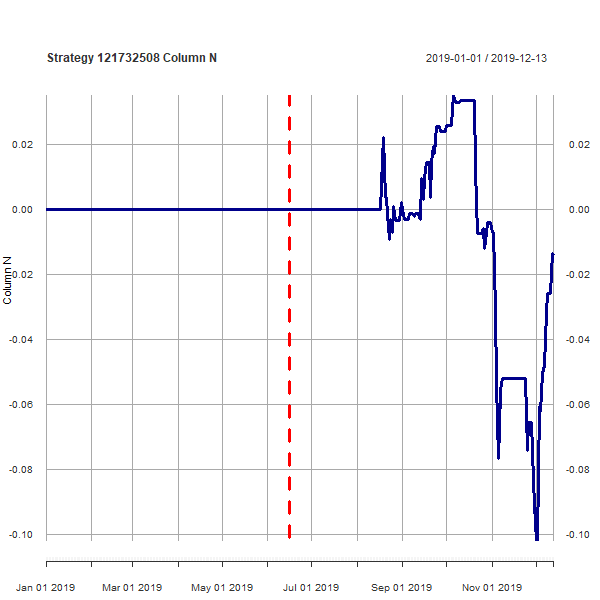 Strategy 121732508 Column N
2019-01-01 / 2019-12-13
0.02 0.02
0.00 0.00
-0.02 -0.02
-0.04 -0.04
-0.06 -0.06
-0.08 -0.08
-0.10 -0.10
Column N
Jan 01 2019 Mar 01 2019 May 01 2019 Jul 01 2019 Sep 01 2019 Nov 01 2019